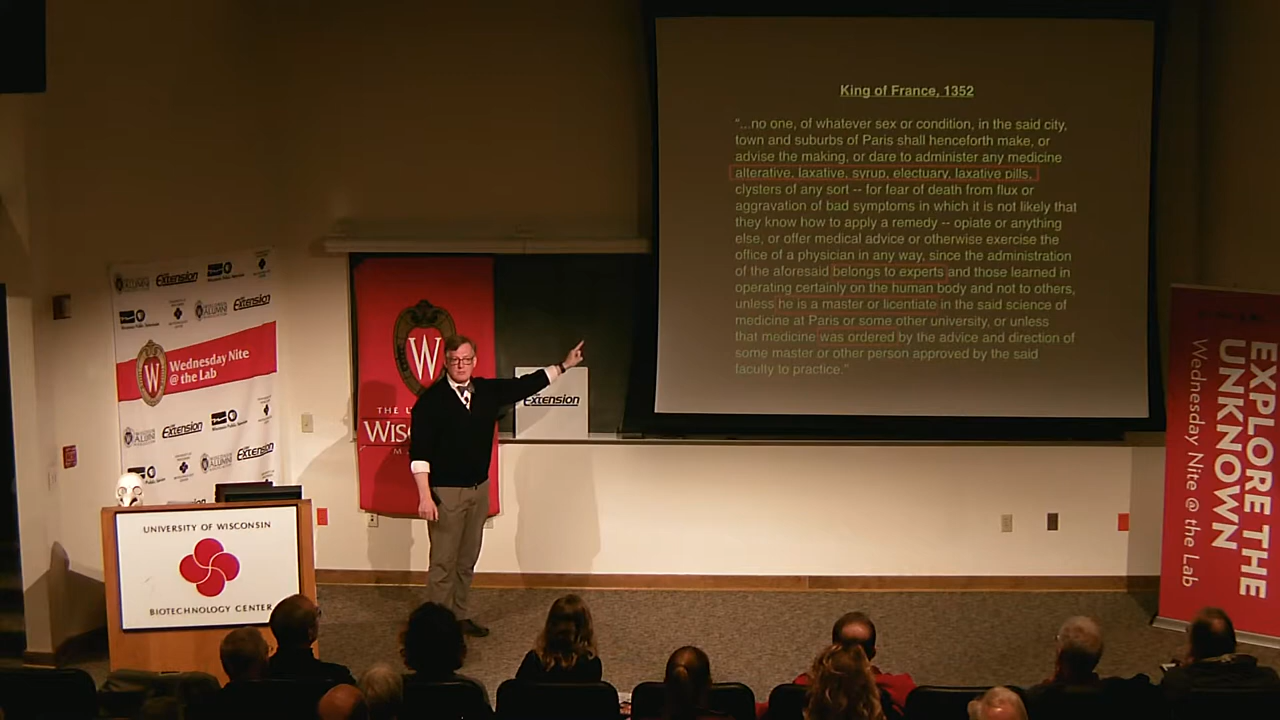 King of France, 1352
"...no one, of whatever sex or condition, in the said city,
town and suburbs of Paris shall henceforth make, or
advise the making, or dare to administer any medicine
alterative, laxative, syrup, electuary, laxative pills,
clysters of any sort -- for fear of death from flux or
aggravation of bad symptoms in which it is not likely that
they know how to apply a remedy -- opiate or anything
else, or offer medical advice or otherwise exercise the
office of a physician in any way, since the administration
of the aforesaid belongs to experts and those learned in
operating certainly on the human body and not to others,
unless he is a master or licentiate in the said science of
medicine at Paris or some other university, or unless
that medicine was ordered by the advice and direction of
some master or other person approved by the said
faculty to practice."
Extension
Extension
W
Wednesday Nite
@ the Lab
Extension
Extension
W
THE
WIS
Extension
UNIVERSITY OF WISCONSIN
BIOTECHNOLOGY CENTER
EXPLORE THE
UNKNOWN
Wednesday Nite @ the Lab